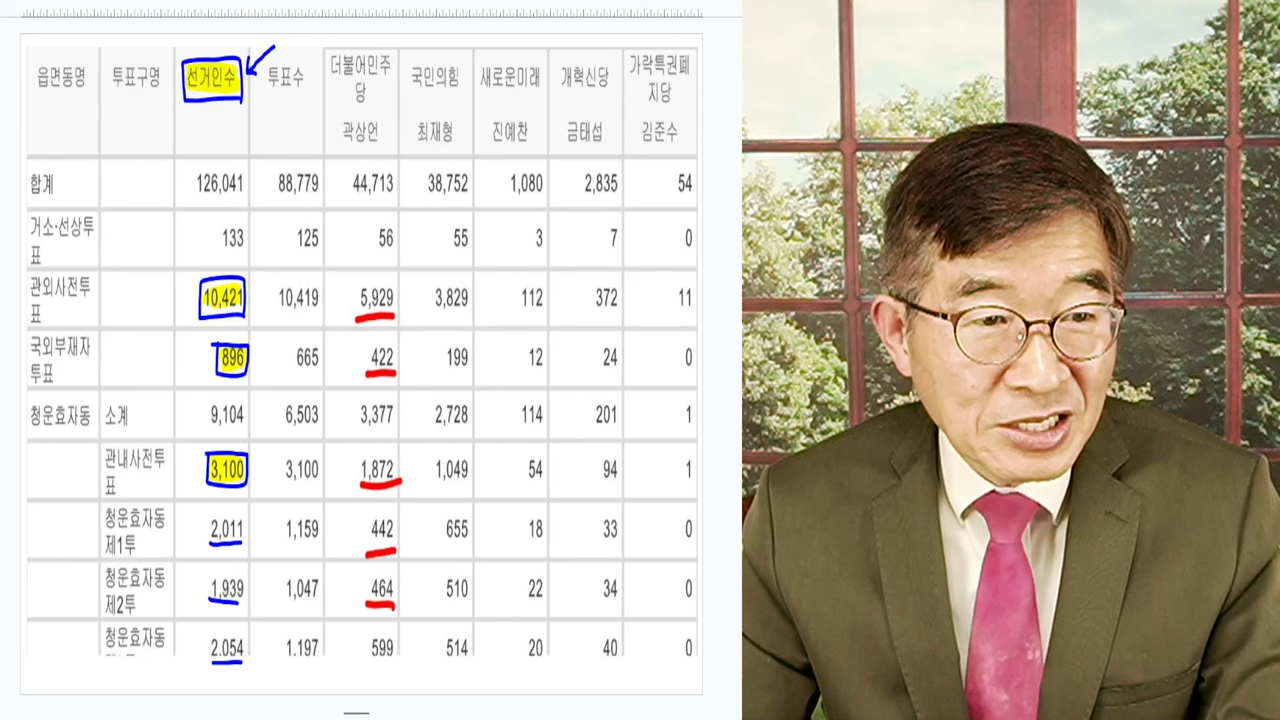 읍면동명 투표구명 선거인수 투표수 더불어민주당 곽상언 국민의힘 최재형 새로운미래 진예찬 개혁신당 금태섭 가락특권폐지당 김준수
합계 126,041 88,779 44,713 38,752 1,080 2,835 54
거소·선상투표 133 125 56 55 3 7 0
관외사전투표 10,421 10,419 5,929 3,829 112 372 11
국외부재자투표 896 665 422 199 12 24 0
청운효자동 소계 9,104 6,503 3,377 2,728 114 201 1
관내사전투표 3,100 3,100 1,872 1,049 54 94 1
청운효자동제1투 2,011 1,159 442 655 18 33 0
청운효자동제2투 1,939 1,047 464 510 22 34 0
청운효자동 2,054 1,197 599 514 20 40 0